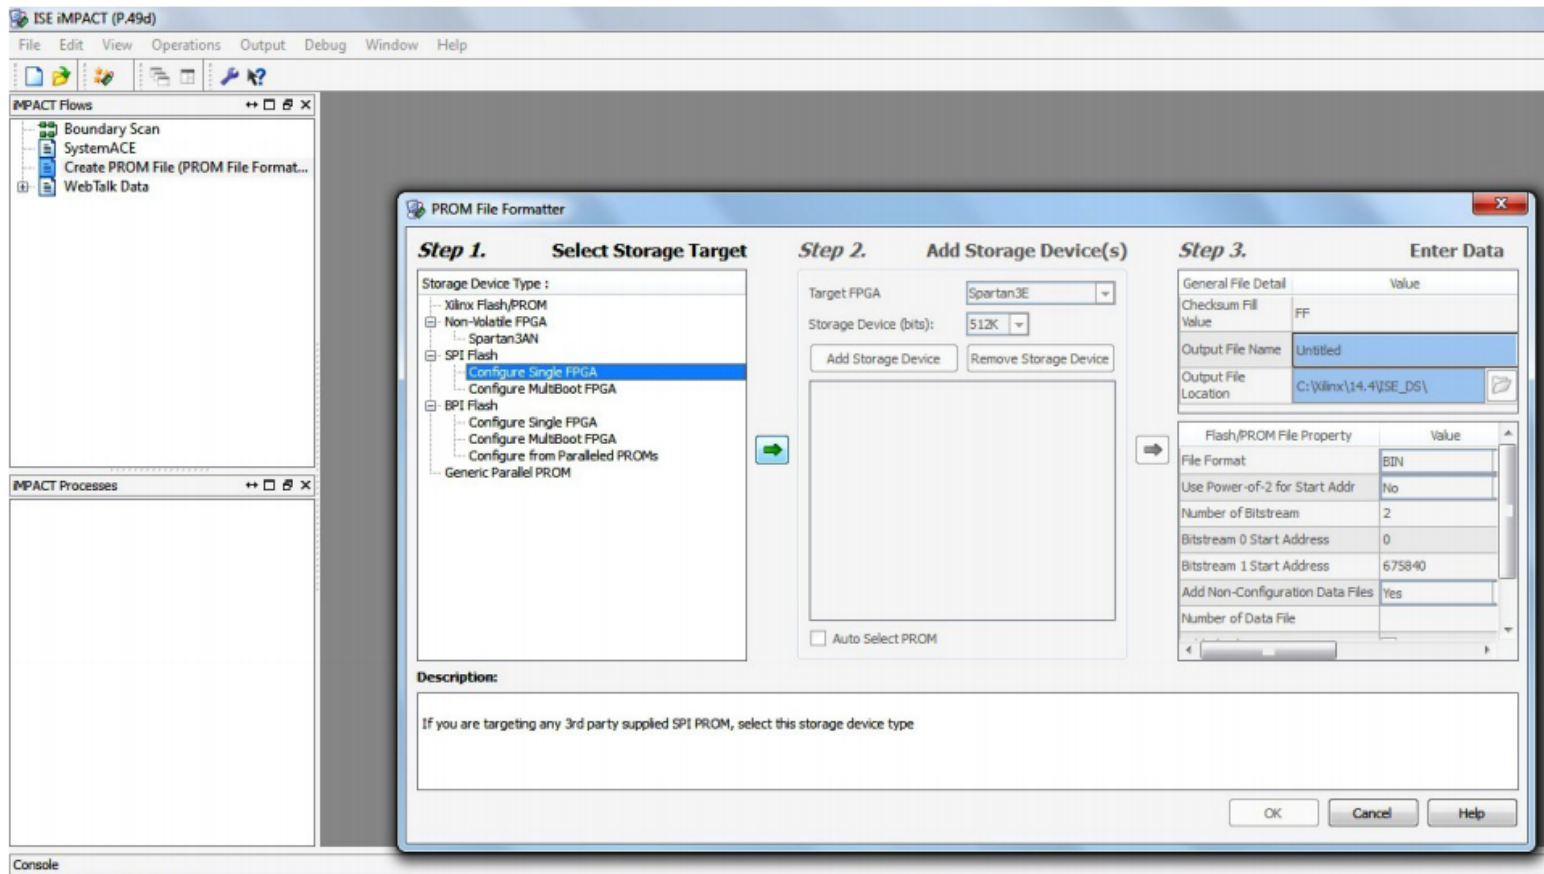 ISE iMPACT (P.49d)
File Edit View Operations Output Debug Window Help
iMPACT Flows
Boundary Scan
SystemACE
Create PROM File (PROM File Format...
WebTalk Data
iMPACT Processes
Console
PROM File Formatter
Step 1. Select Storage Target
Storage Device Type :
Xilinx Flash/PROM
Non-Volatile FPGA
Spartan3AN
SPI Flash
Configure Single FPGA
Configure MultiBoot FPGA
BPI Flash
Configure Single FPGA
Configure MultiBoot FPGA
Configure from Paralleled PROMs
Generic Parallel PROM
Step 2. Add Storage Device(s)
Target FPGA Spartan3E
Storage Device (bits): 512K
Add Storage Device Remove Storage Device
Auto Select PROM
Step 3. Enter Data
General File Detail Value
Checksum Fill
Value FF
Output File Name Untitled
Output File
Location C:\Xilinx\14.4\ISE_DS\
Flash/PROM File Property Value
File Format BIN
Use Power-of-2 for Start Addr No
Number of Bitstream 2
Bitstream 0 Start Address 0
Bitstream 1 Start Address 675840
Add Non-Configuration Data Files Yes
Number of Data File
Description:
If you are targeting any 3rd party supplied SPI PROM, select this storage device type
OK Cancel Help